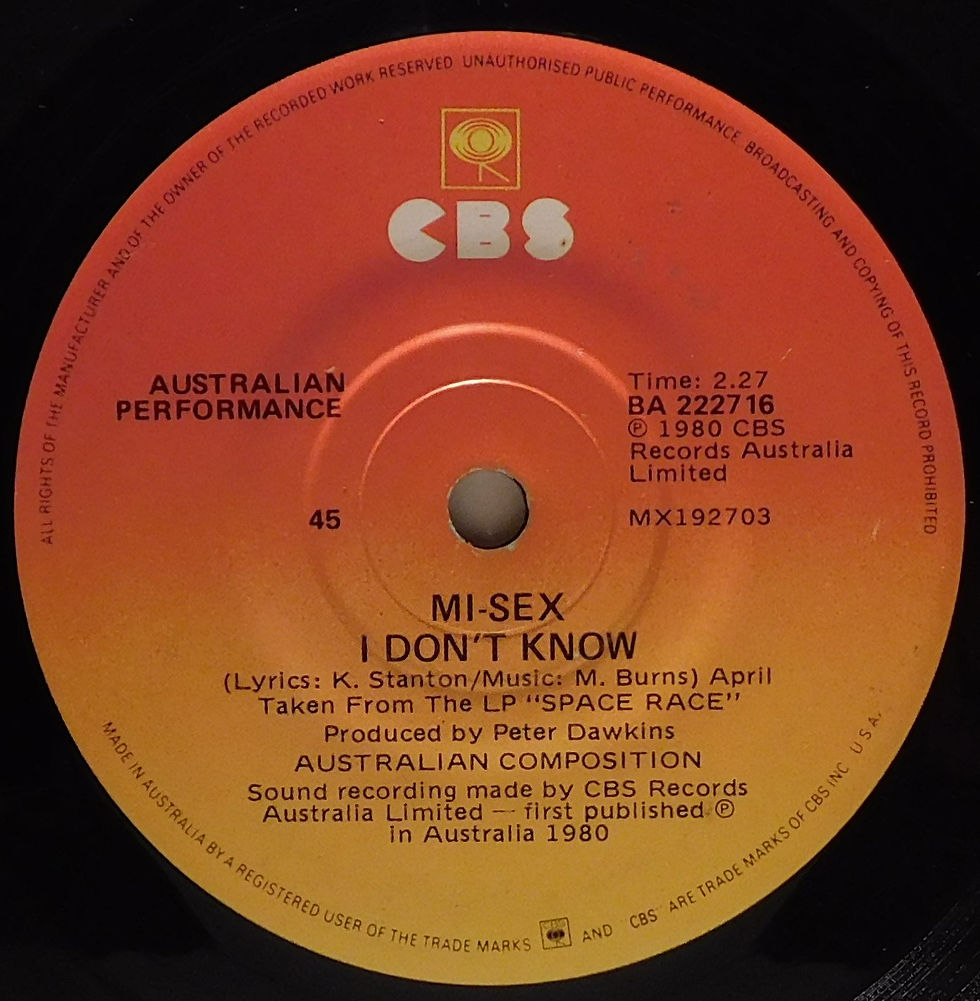 ALL RIGHTS OF THE MANUFACTURER AND OF THE OWNER OF THE RECORDED WORK RESERVED UNAUTHORISED PUBLIC PERFORMANCE BROADCASTING AND COPYING OF THIS RECORD PROHIBITED
CBS
AUSTRALIAN
PERFORMANCE
45
Time: 2.27
BA 222716
℗ 1980 CBS
Records Australia
Limited
MX192703
MI-SEX
I DON'T KNOW
(Lyrics: K. Stanton/Music: M. Burns) April
Taken From The LP "SPACE RACE"
Produced by Peter Dawkins
AUSTRALIAN COMPOSITION
Sound recording made by CBS Records
Australia Limited — first published ℗
in Australia 1980
MADE IN AUSTRALIA BY A REGISTERED USER OF THE TRADE MARKS CBS AND "CBS" ARE TRADE MARKS OF CBS INC U.S.A.